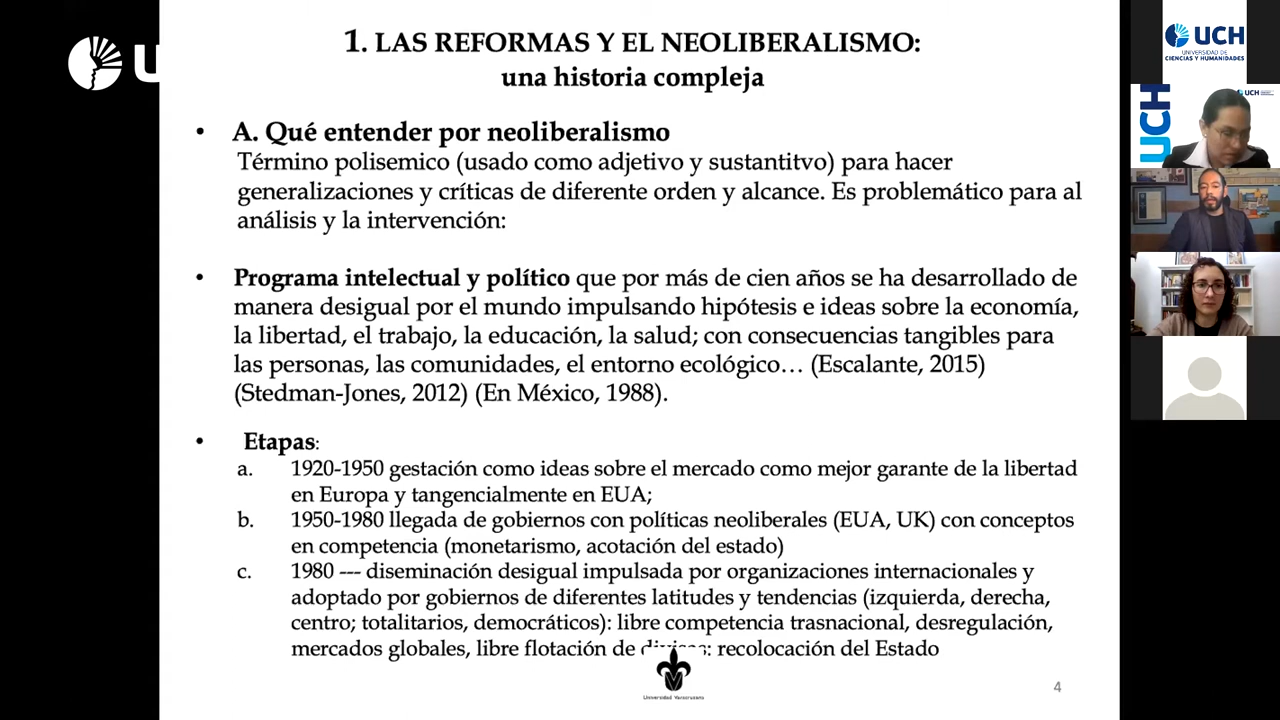 1. LAS REFORMAS Y EL NEOLIBERALISMO:
una historia compleja
• A. Qué entender por neoliberalismo
Término polisemico (usado como adjetivo y sustantitvo) para hacer
generalizaciones y críticas de diferente orden y alcance. Es problemático para al
análisis y la intervención:
• Programa intelectual y político que por más de cien años se ha desarrollado de
manera desigual por el mundo impulsando hipótesis e ideas sobre la economía,
la libertad, el trabajo, la educación, la salud; con consecuencias tangibles para
las personas, las comunidades, el entorno ecológico… (Escalante, 2015)
(Stedman-Jones, 2012) (En México, 1988).
• Etapas:
a. 1920-1950 gestación como ideas sobre el mercado como mejor garante de la libertad
en Europa y tangencialmente en EUA;
b. 1950-1980 llegada de gobiernos con políticas neoliberales (EUA, UK) con conceptos
en competencia (monetarismo, acotación del estado)
c. 1980 --- diseminación desigual impulsada por organizaciones internacionales y
adoptado por gobiernos de diferentes latitudes y tendencias (izquierda, derecha,
centro; totalitarios, democráticos): libre competencia trasnacional, desregulación,
mercados globales, libre flotación de divisas: recolocación del Estado
Universidad Veracruzana
4
U
UCH
UNIVERSIDAD DE
CIENCIAS Y HUMANIDADES
UCH
UCH